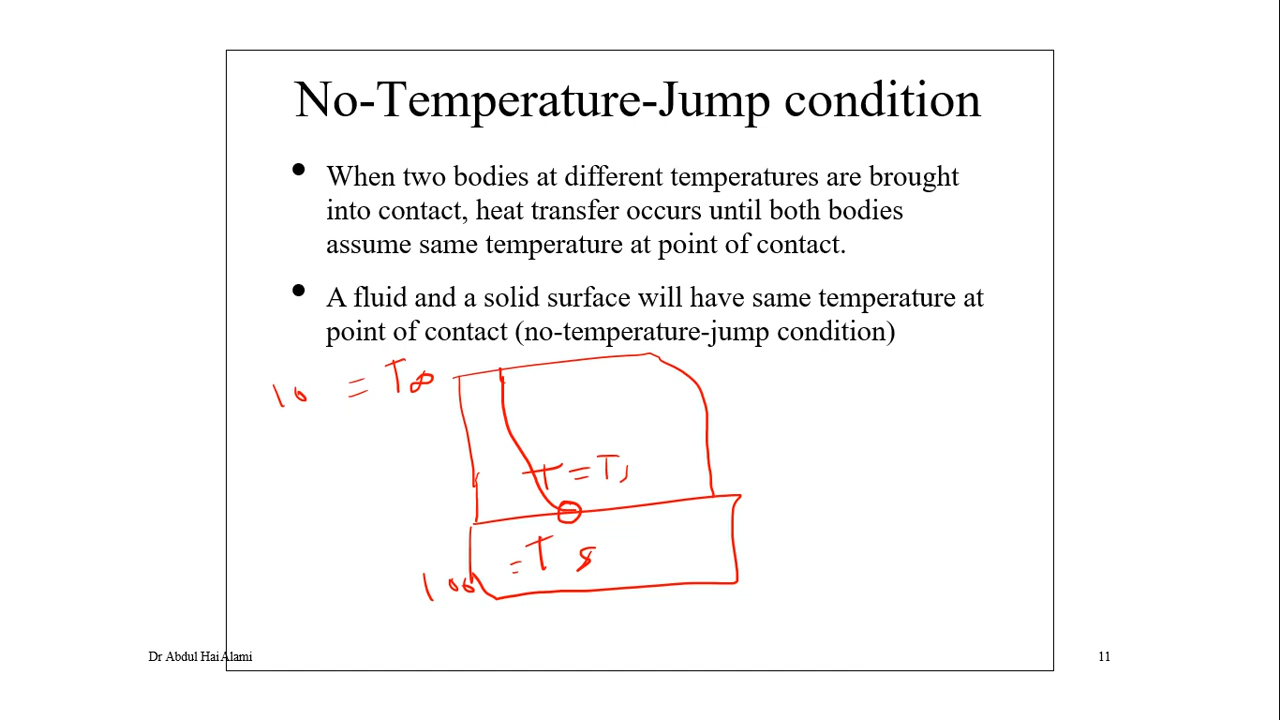 No-Temperature-Jump condition
• When two bodies at different temperatures are brought
into contact, heat transfer occurs until both bodies
assume same temperature at point of contact.
• A fluid and a solid surface will have same temperature at
point of contact (no-temperature-jump condition)
10 = T∞
T = Ts
100 = Ts
Dr Abdul Hai Alami
11